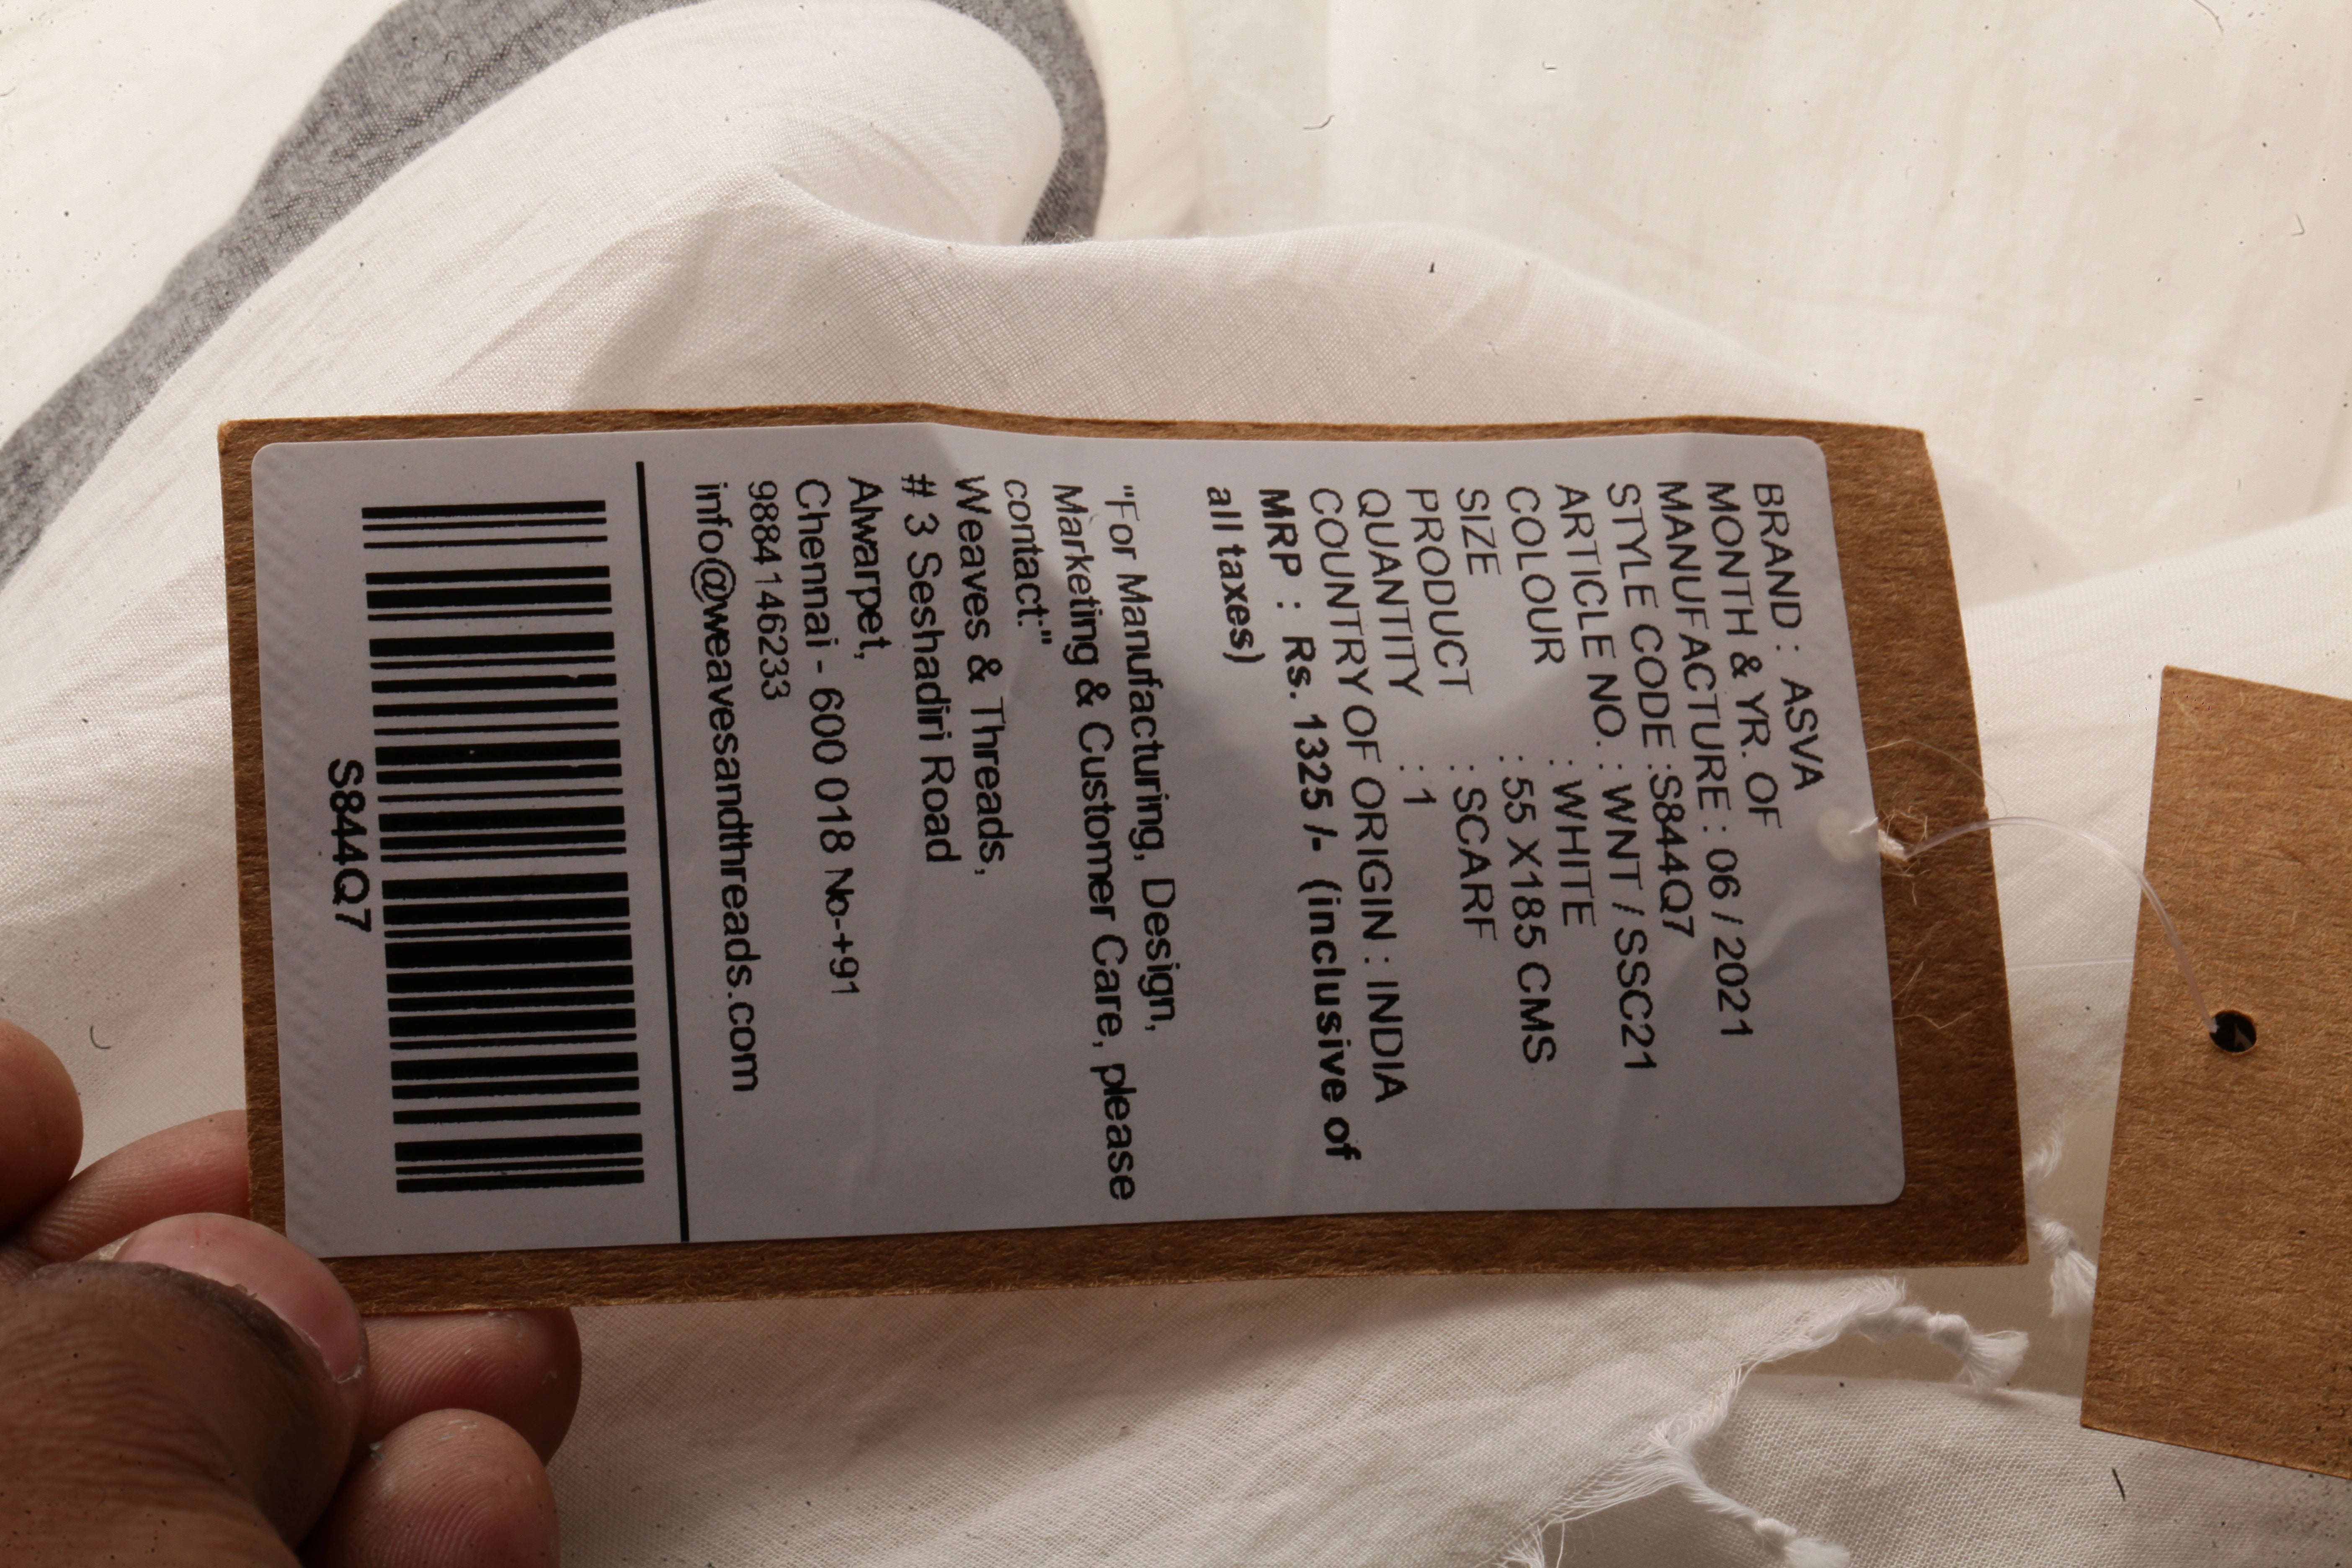 BRAND : ASVA
MONTH & YR. OF
MANUFACTURE : 06 / 2021
STYLE CODE :S844Q7
ARTICLE NO. : WNT / SSC21
COLOUR : WHITE
SIZE : 55 X185 CMS
PRODUCT : SCARF
QUANTITY : 1
COUNTRY OF ORIGIN : INDIA
MRP : Rs. 1325 /- (inclusive of
all taxes)
"For Manufacturing, Design,
Marketing & Customer Care, please
contact:"
Weaves & Threads,
# 3 Seshadiri Road
Alwarpet,
Chennai - 600 018 No-+91
9884146233
info@weavesandthreads.com
S844Q7